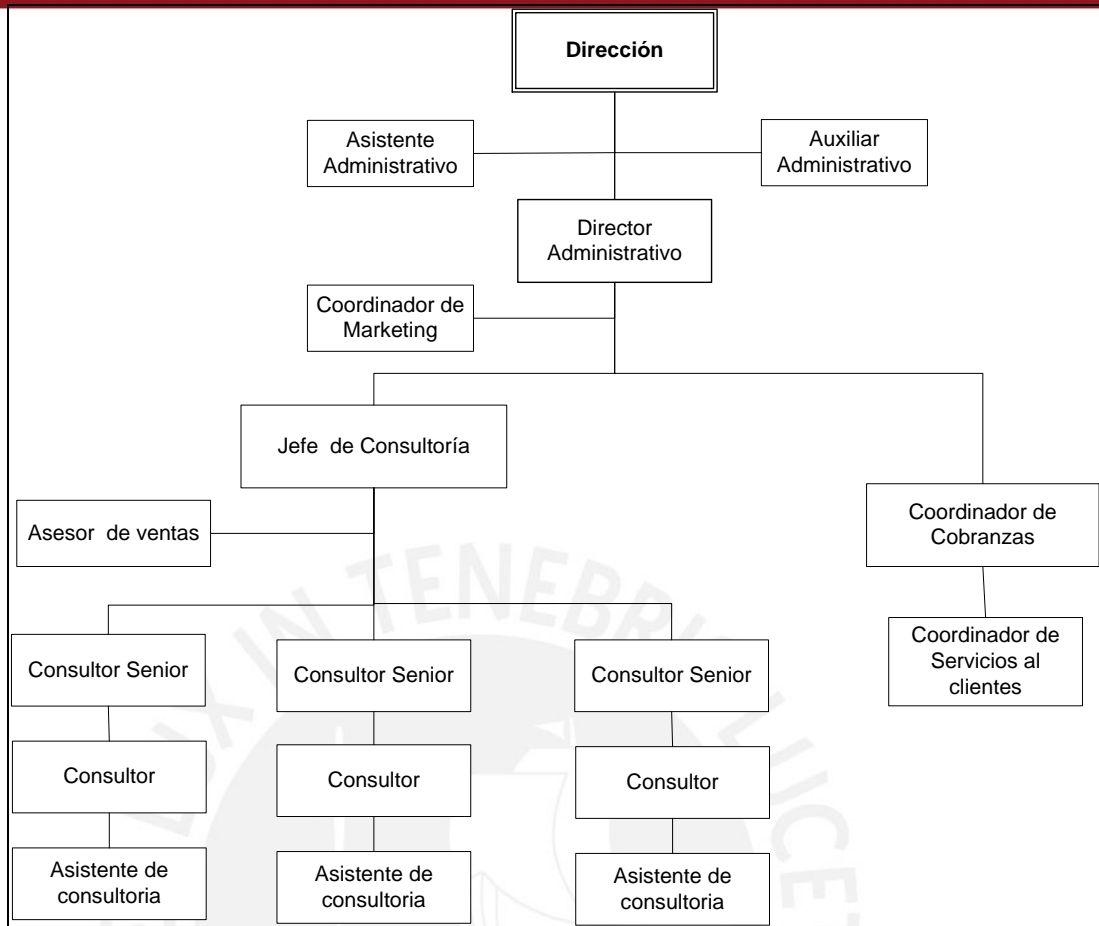 Dirección
Asistente
Administrativo
Auxiliar
Administrativo
Director
Administrativo
Coordinador de
Marketing
Jefe de Consultoría
Asesor de ventas
Coordinador de
Cobranzas
Consultor Senior
Consultor Senior
Consultor Senior
Coordinador de
Servicios al
clientes
Consultor
Consultor
Consultor
Asistente de
consultoria
Asistente de
consultoria
Asistente de
consultoria